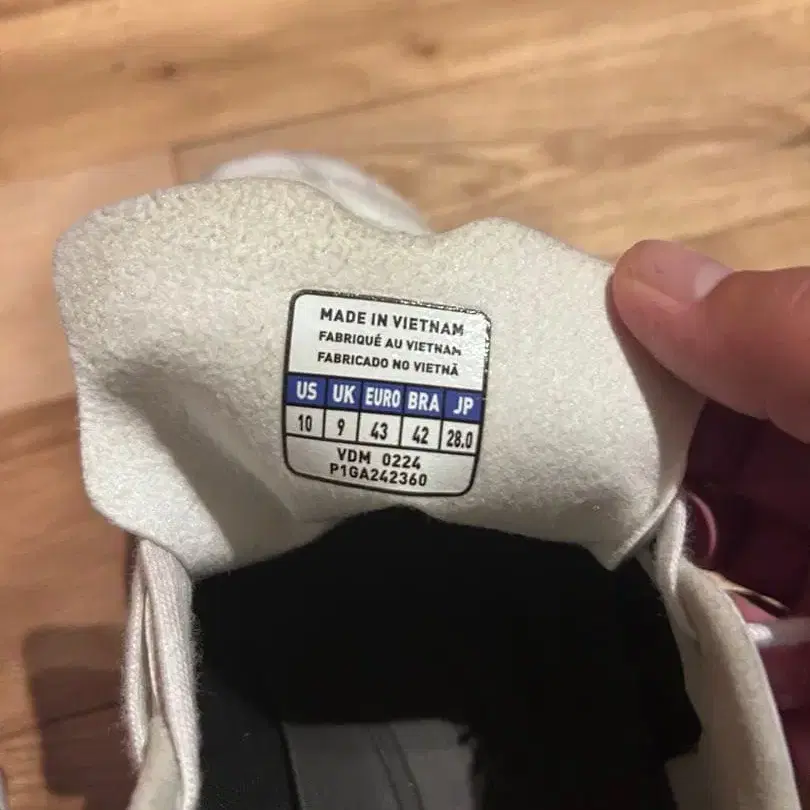 MADE IN VIETNAM
FABRIQUÉ AU VIETNAM
FABRICADO NO VIETNÃ
US UK EURO BRA JP
10 9 43 42 28.0
VDM 0224
P1GA242360